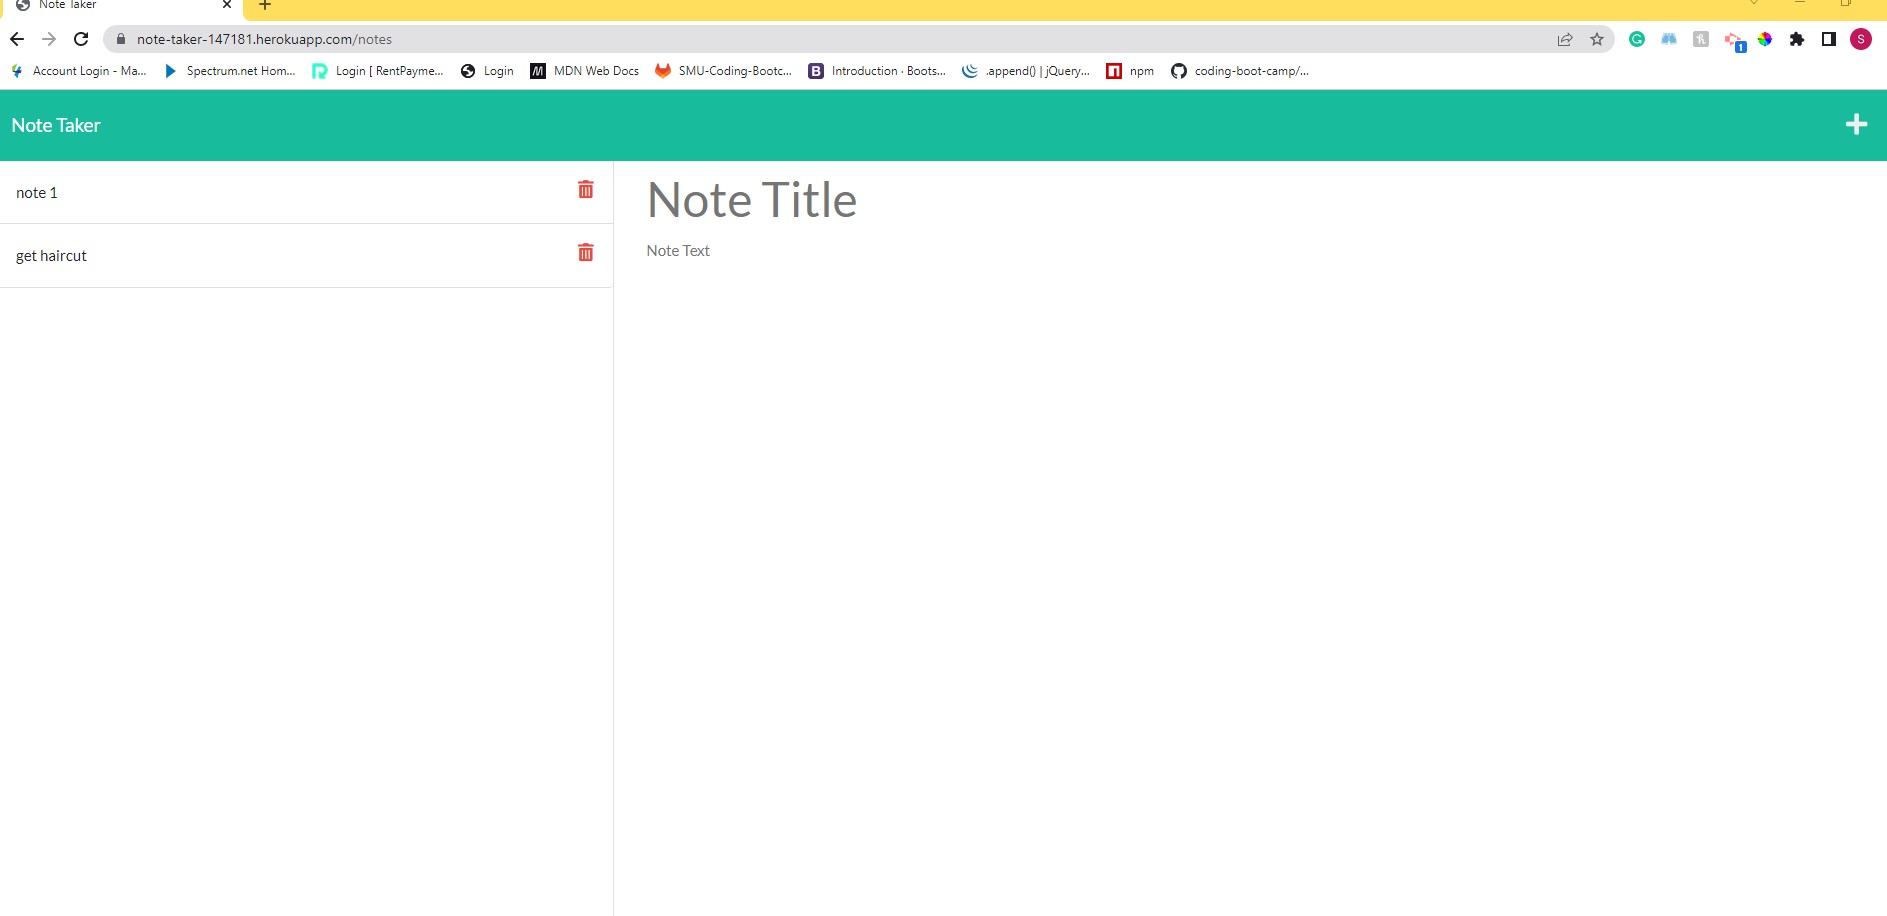 Note Taker
note-taker-147181.herokuapp.com/notes
1
S
Account Login - Ma... Spectrum.net Hom... Login [ RentPayme... Login MDN Web Docs SMU-Coding-Bootc... Introduction · Boots... .append() | jQuery... npm coding-boot-camp/...
Note Taker
note 1
get haircut
Note Title
Note Text